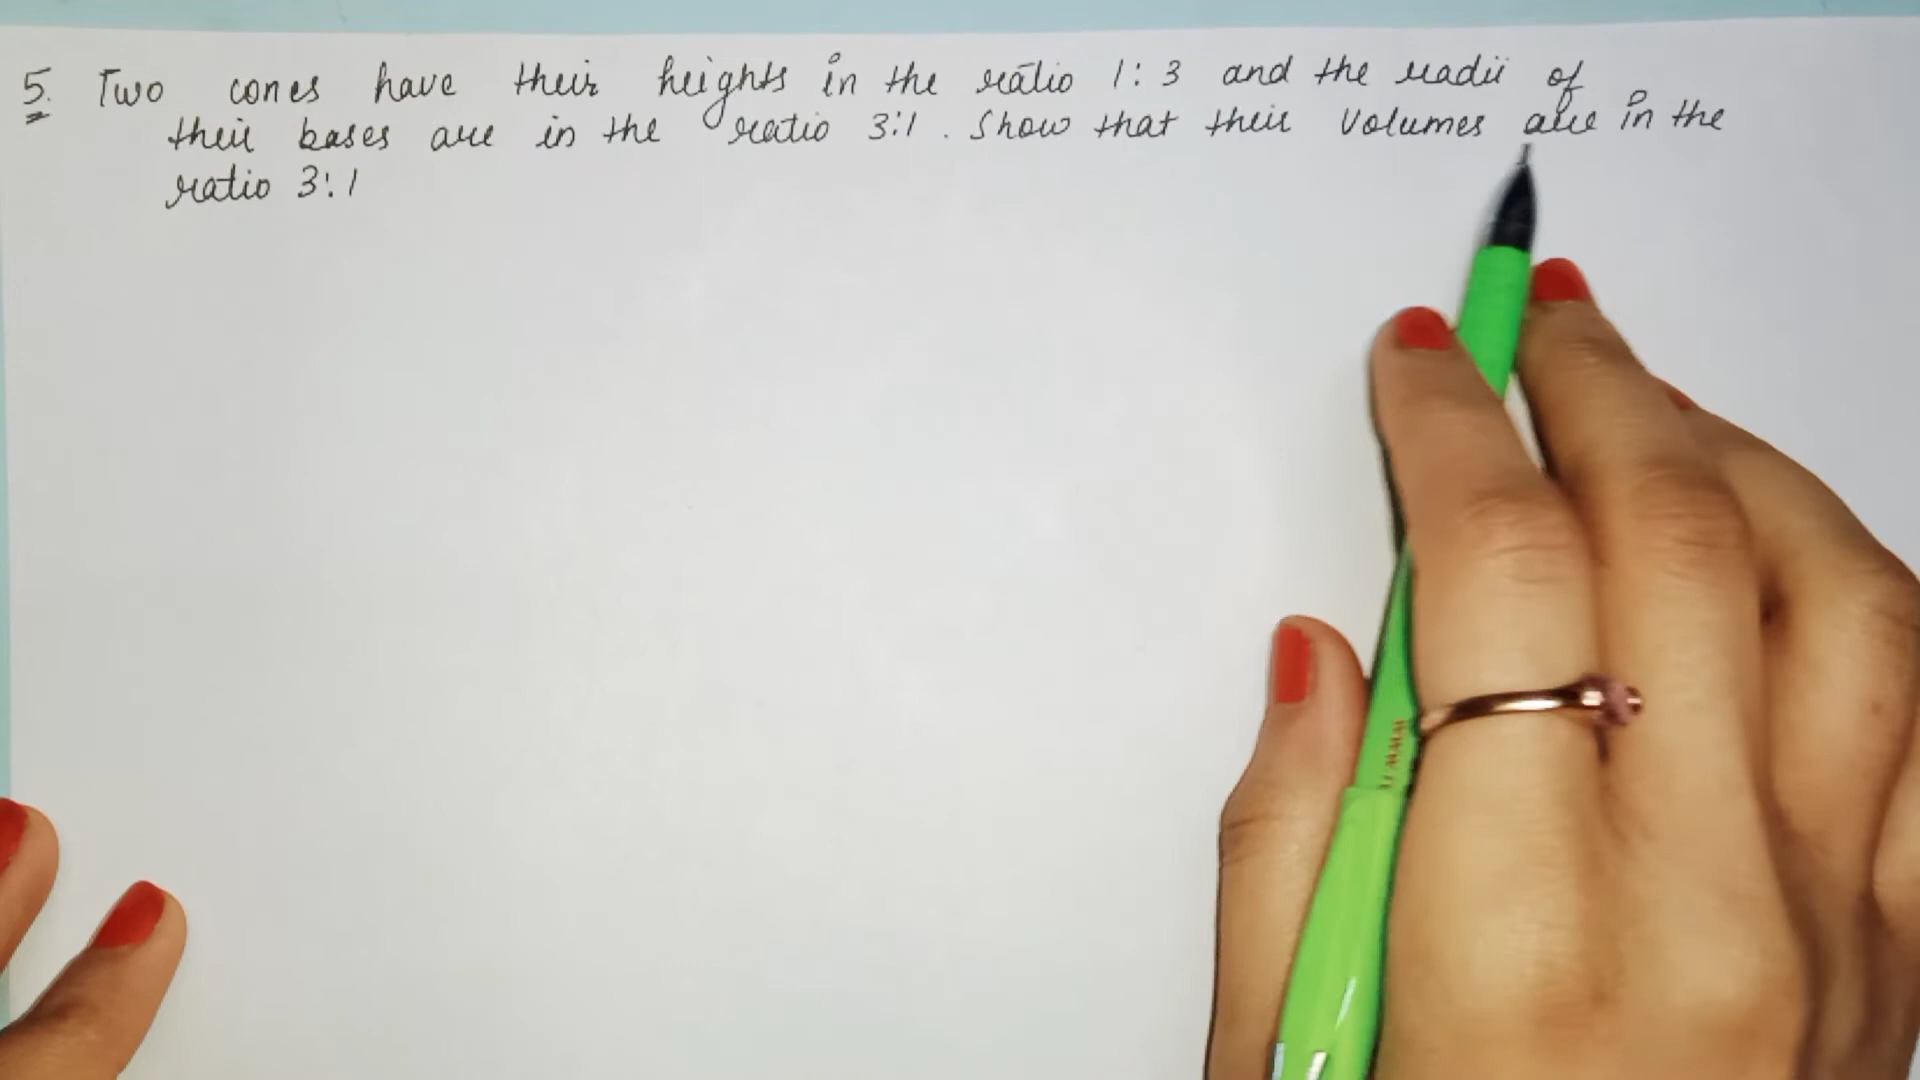 5. Two cones have their heights in the ratio 1:3 and the radii of
their bases are in the ratio 3:1. Show that their volumes are in the
ratio 3:1